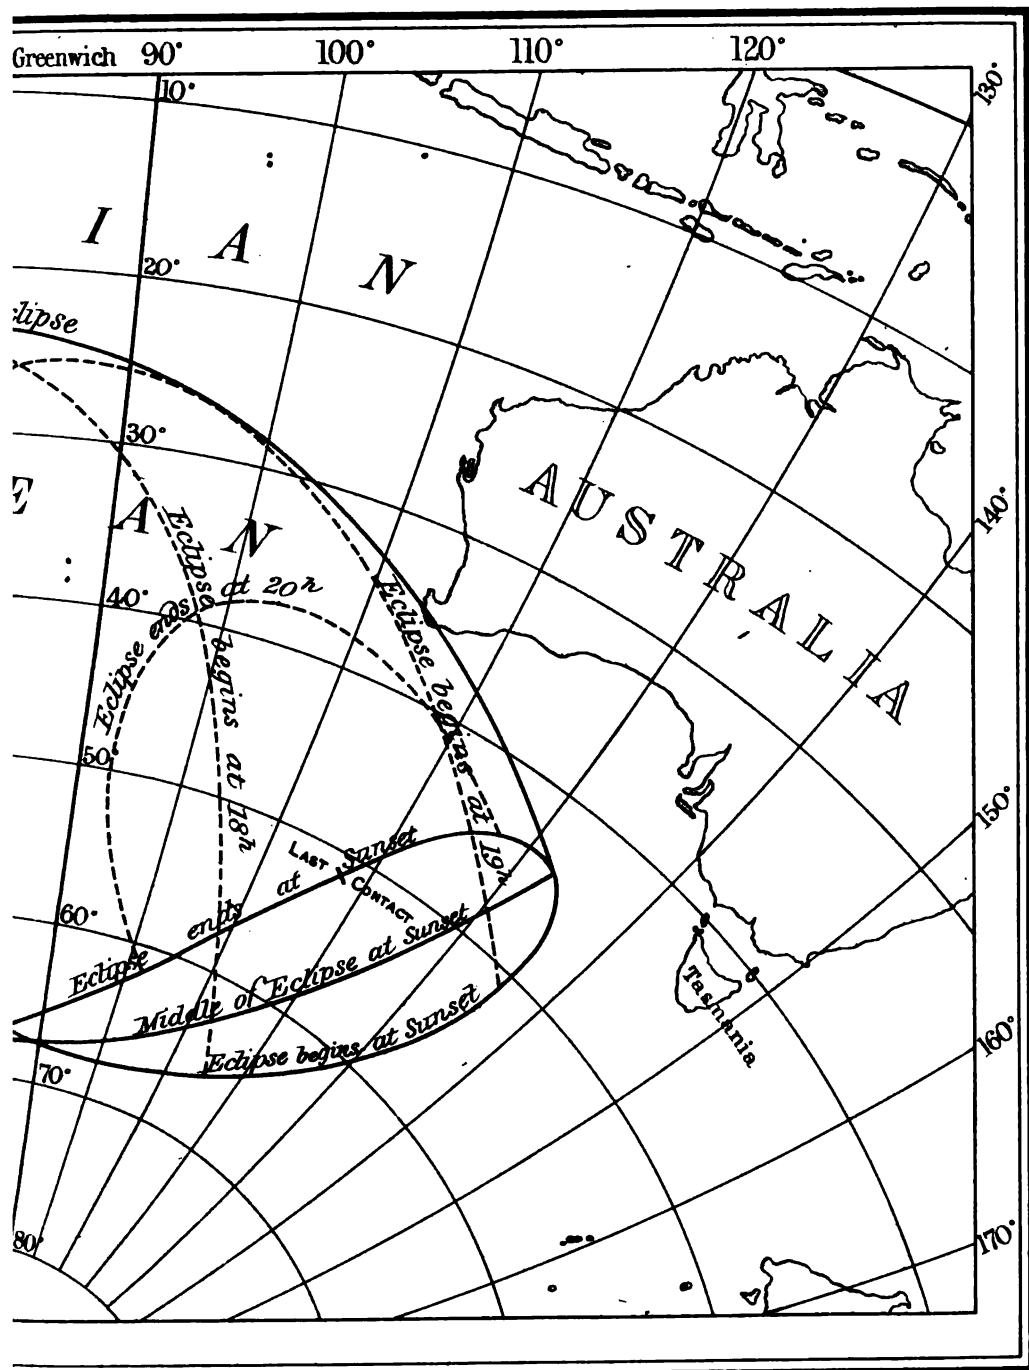 Greenwich 90° 100° 110° 120°
130°
10°
I A N
20°
clipse
30°
E A N
AUSTRALIA
140°
Eclipse begins at 18h
Eclipse ends at 20h
Eclipse begins at 19h
40°
50
150°
LAST CONTACT
Eclipse ends at Sunset
60°
Middle of Eclipse at Sunset
Tasmania
Eclipse begins at Sunset
160°
70°
80°
170°